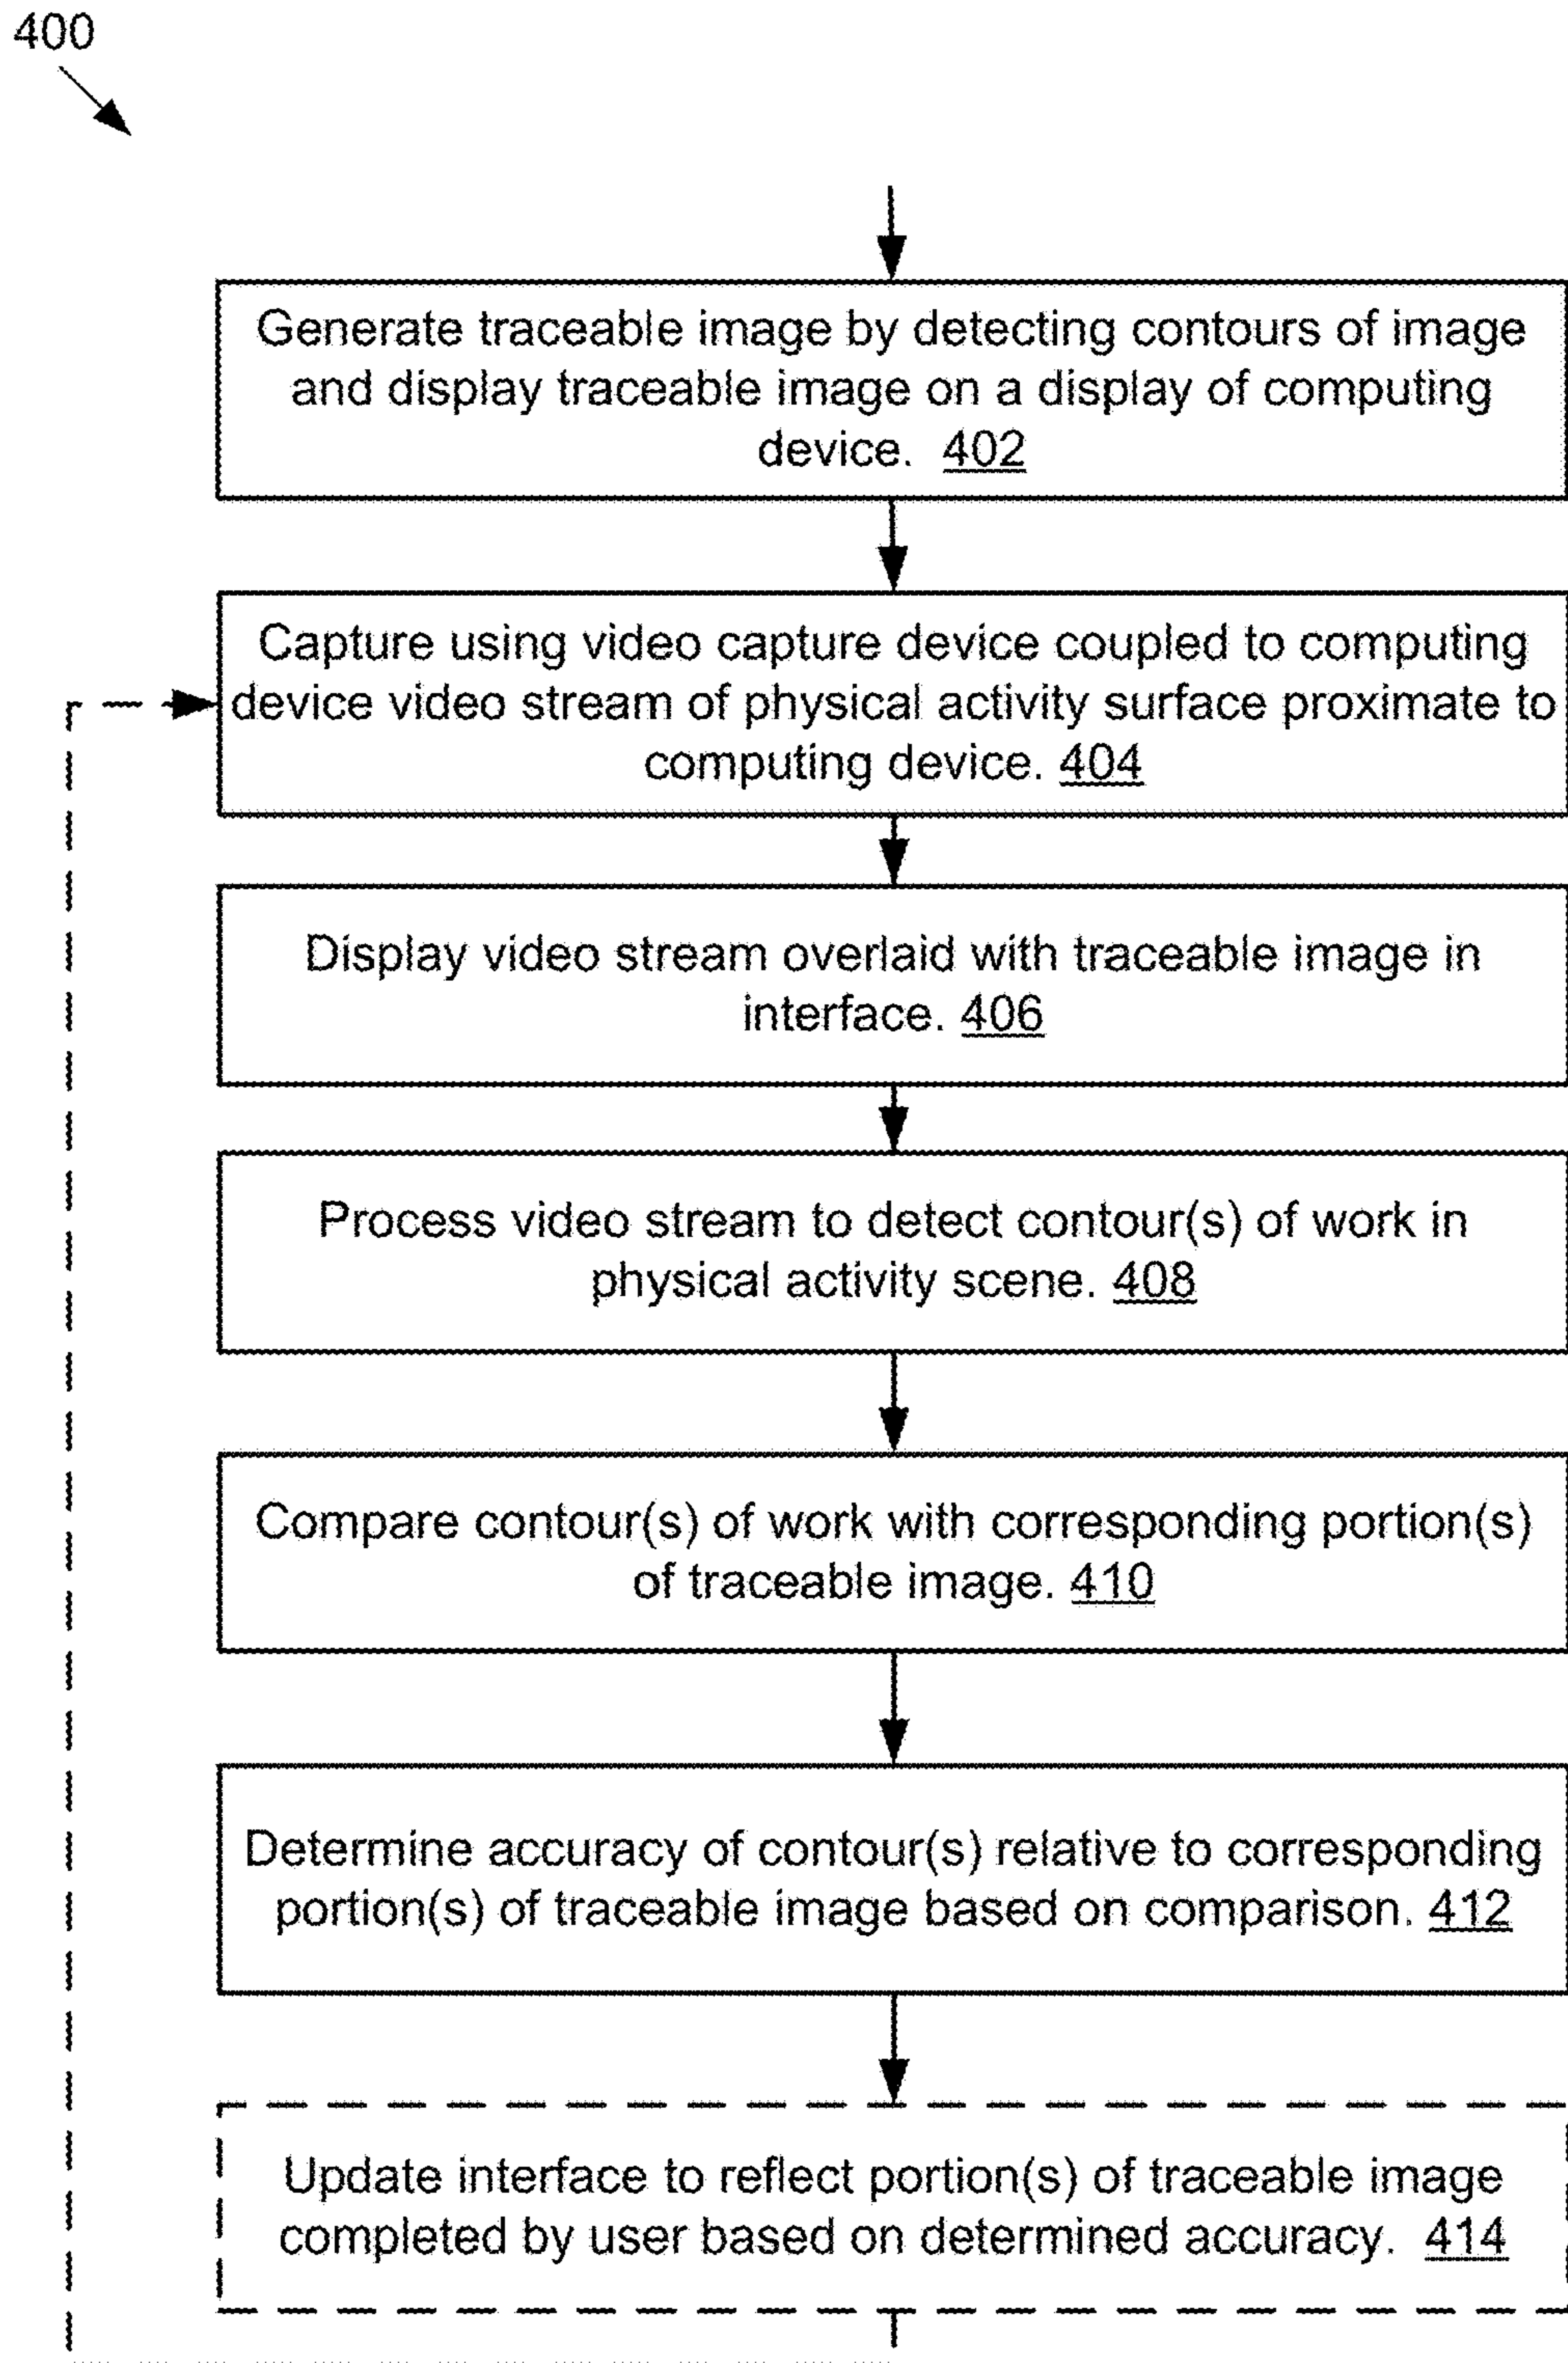 400
Generate traceable image by detecting contours of image
and display traceable image on a display of computing
device. 402
Capture using video capture device coupled to computing
device video stream of physical activity surface proximate to
computing device. 404
Display video stream overlaid with traceable image in
interface. 406
Process video stream to detect contour(s) of work in
physical activity scene. 408
Compare contour(s) of work with corresponding portion(s)
of traceable image. 410
Determine accuracy of contour(s) relative to corresponding
portion(s) of traceable image based on comparison. 412
Update interface to reflect portion(s) of traceable image
completed by user based on determined accuracy. 414